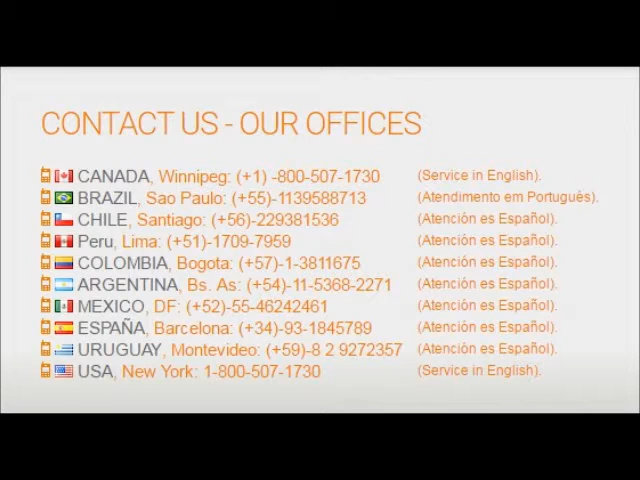 CONTACT US - OUR OFFICES
CANADA, Winnipeg: (+1) -800-507-1730 (Service in English).
BRAZIL, Sao Paulo: (+55)-1139588713 (Atendimento em Português).
CHILE, Santiago: (+56)-229381536 (Atención es Español).
Peru, Lima: (+51)-1709-7959 (Atención es Español).
COLOMBIA, Bogota: (+57)-1-3811675 (Atención es Español).
ARGENTINA, Bs. As: (+54)-11-5368-2271 (Atención es Español).
MEXICO, DF: (+52)-55-46242461 (Atención es Español).
ESPAÑA, Barcelona: (+34)-93-1845789 (Atención es Español).
URUGUAY, Montevideo: (+59)-8 2 9272357 (Atención es Español).
USA, New York: 1-800-507-1730 (Service in English).